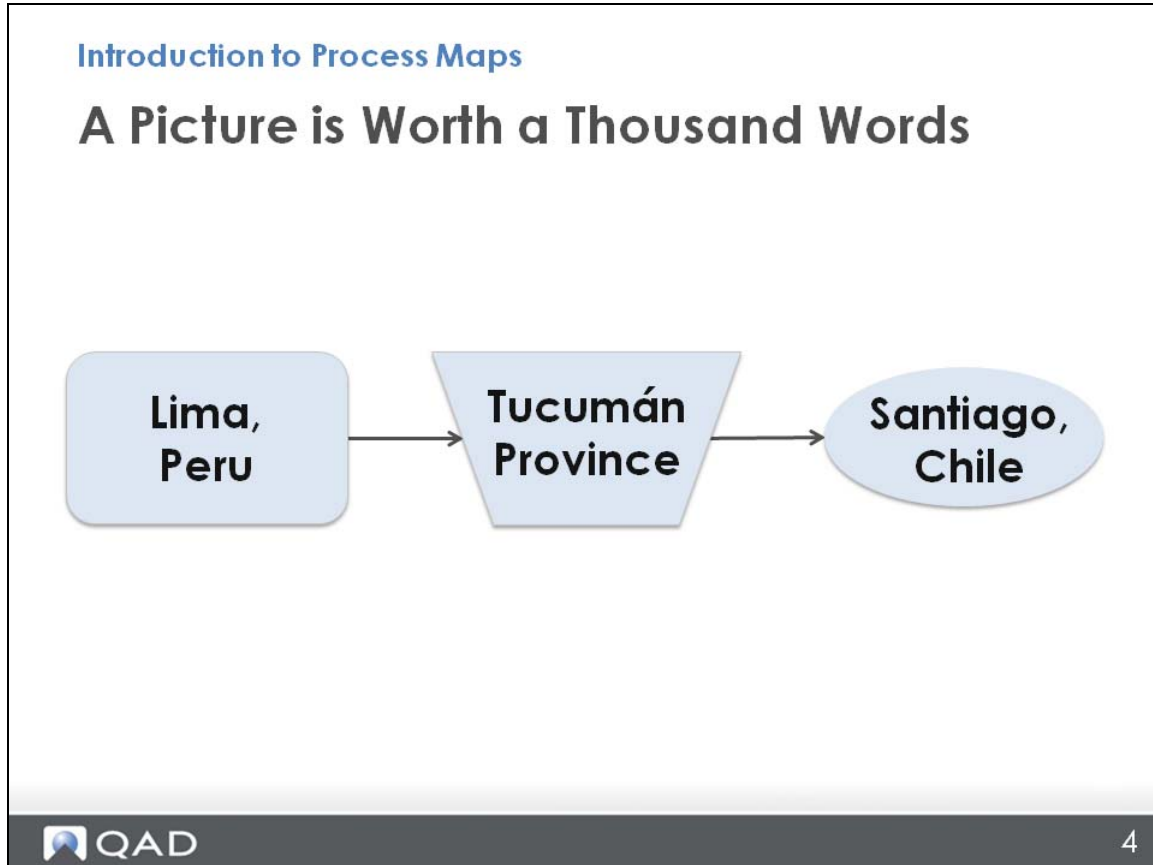 Introduction to Process Maps
A Picture is Worth a Thousand Words
Lima,
Peru
Tucumán
Province
Santiago,
Chile
QAD
4